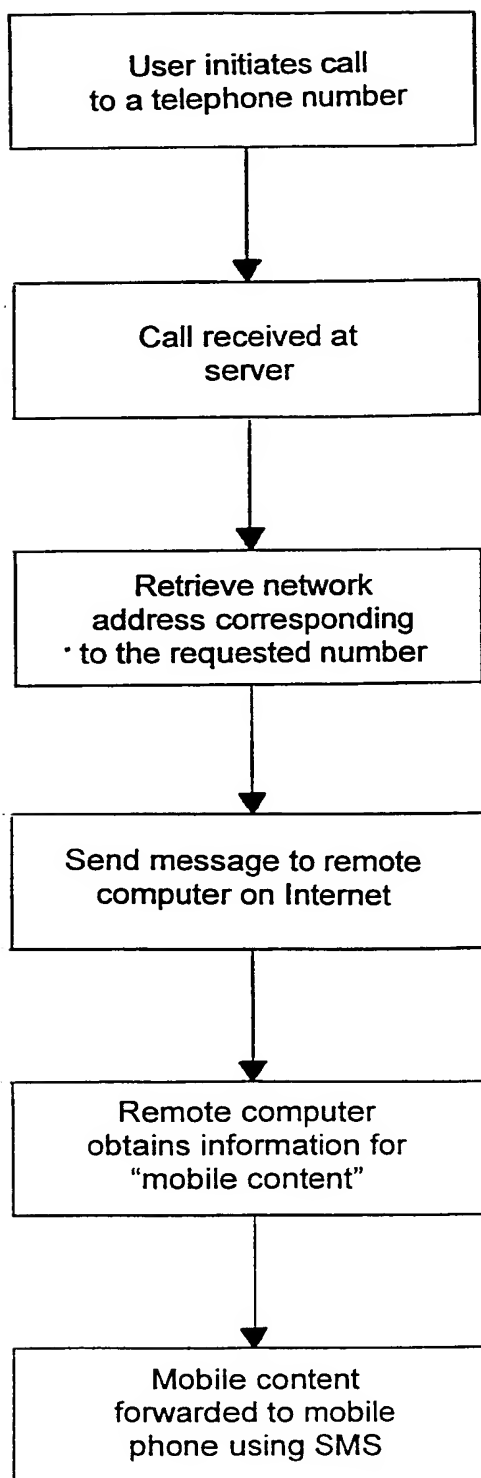 User initiates call
to a telephone number
Call received at
server
Retrieve network
address corresponding
to the requested number
Send message to remote
computer on Internet
Remote computer
obtains information for
“mobile content”
Mobile content
forwarded to mobile
phone using SMS